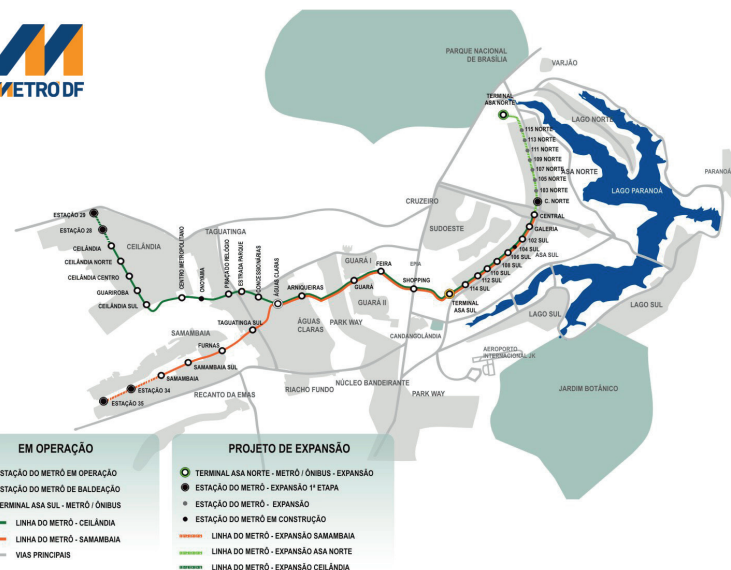 METRÔ DF
PARQUE NACIONAL
DE BRASÍLIA
VARJÃO
TERMINAL
ASA NORTE
LAGO NORTE
115 NORTE
113 NORTE
111 NORTE
109 NORTE
107 NORTE
105 NORTE
103 NORTE
ASA NORTE
C. NORTE
LAGO PARANOÁ
PARANOÁ
CRUZEIRO
SUDOESTE
CENTRAL
GALERIA
102 SUL
104 SUL
106 SUL
108 SUL
110 SUL
112 SUL
114 SUL
ASA SUL
EPIA
ESTAÇÃO 29
ESTAÇÃO 28
CEILÂNDIA
CEILÂNDIA
CEILÂNDIA NORTE
CEILÂNDIA CENTRO
GUARIROBA
CEILÂNDIA SUL
TAGUATINGA
CENTRO METROPOLITANO
ONOYAMA
PRAÇA DO RELÓGIO
ESTRADA PARQUE
CONCESSIONÁRIAS
ÁGUAS CLARAS
ARNIQUEIRAS
GUARÁ I
FEIRA
GUARÁ
GUARÁ II
SHOPPING
TERMINAL
ASA SUL
LAGO SUL
LAGO SUL
TAGUATINGA SUL
ÁGUAS
CLARAS
PARK WAY
CANDANGOLÂNDIA
SAMAMBAIA
FURNAS
SAMAMBAIA SUL
SAMAMBAIA
ESTAÇÃO 34
ESTAÇÃO 35
AEROPORTO
INTERNACIONAL JK
RECANTO DA EMAS
RIACHO FUNDO
NÚCLEO BANDEIRANTE
PARK WAY
JARDIM BOTÂNICO
EM OPERAÇÃO
STAÇÃO DO METRÔ EM OPERAÇÃO
STAÇÃO DO METRÔ DE BALDEAÇÃO
ERMINAL ASA SUL - METRÔ / ÔNIBUS
LINHA DO METRÔ - CEILÂNDIA
LINHA DO METRÔ - SAMAMBAIA
VIAS PRINCIPAIS
PROJETO DE EXPANSÃO
TERMINAL ASA NORTE - METRÔ / ÔNIBUS - EXPANSÃO
ESTAÇÃO DO METRÔ - EXPANSÃO 1ª ETAPA
ESTAÇÃO DO METRÔ - EXPANSÃO
ESTAÇÃO DO METRÔ EM CONSTRUÇÃO
LINHA DO METRÔ - EXPANSÃO SAMAMBAIA
LINHA DO METRÔ - EXPANSÃO ASA NORTE
LINHA DO METRÔ - EXPANSÃO CEILÂNDIA